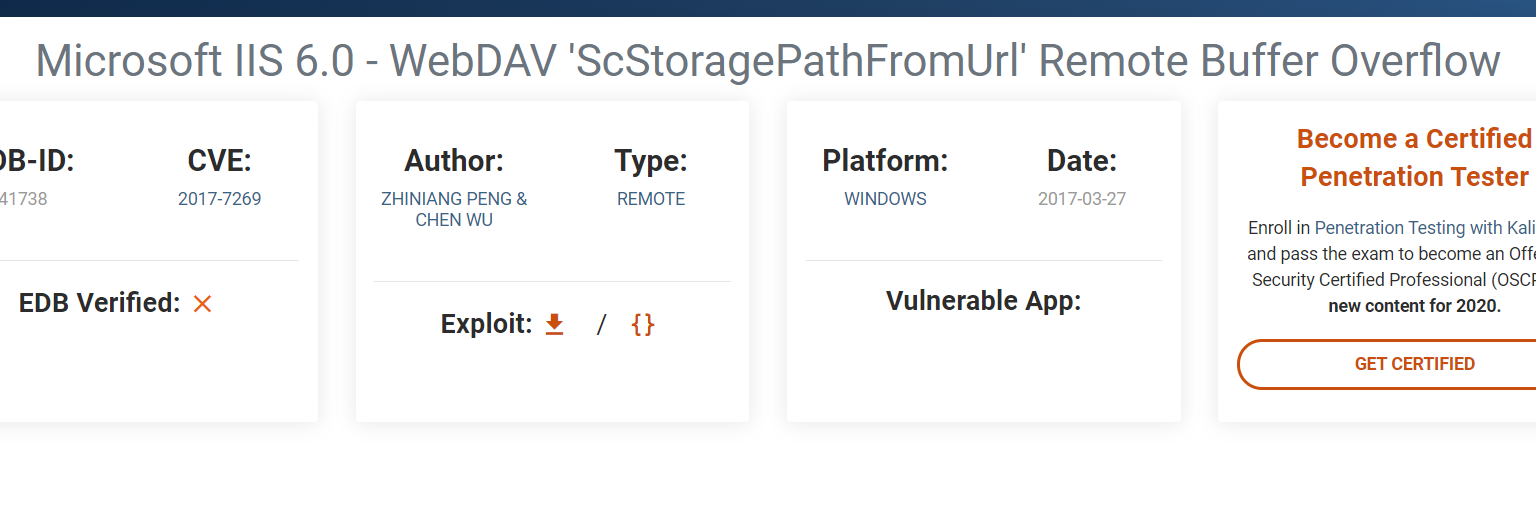 Microsoft IIS 6.0 - WebDAV 'ScStoragePathFromUrl' Remote Buffer Overflow
DB-ID:
41738
CVE:
2017-7269
EDB Verified:
Author:
ZHINIANG PENG &
CHEN WU
Type:
REMOTE
Exploit: / {}
Platform:
WINDOWS
Date:
2017-03-27
Vulnerable App:
Become a Certified
Penetration Tester
Enroll in Penetration Testing with Kali
and pass the exam to become an Offe
Security Certified Professional (OSCP
new content for 2020.
GET CERTIFIED